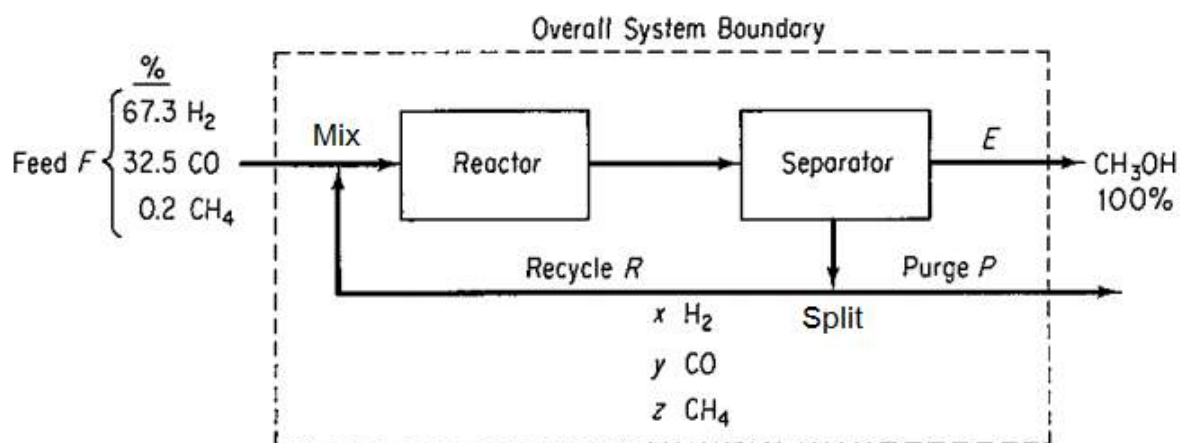 Overall System Boundary
%
67.3 H₂
Feed F
32.5 CO
0.2 CH₄
Mix
Reactor
Separator
E
CH₃OH
100%
Recycle R
Purge P
x H₂
Split
y CO
z CH₄